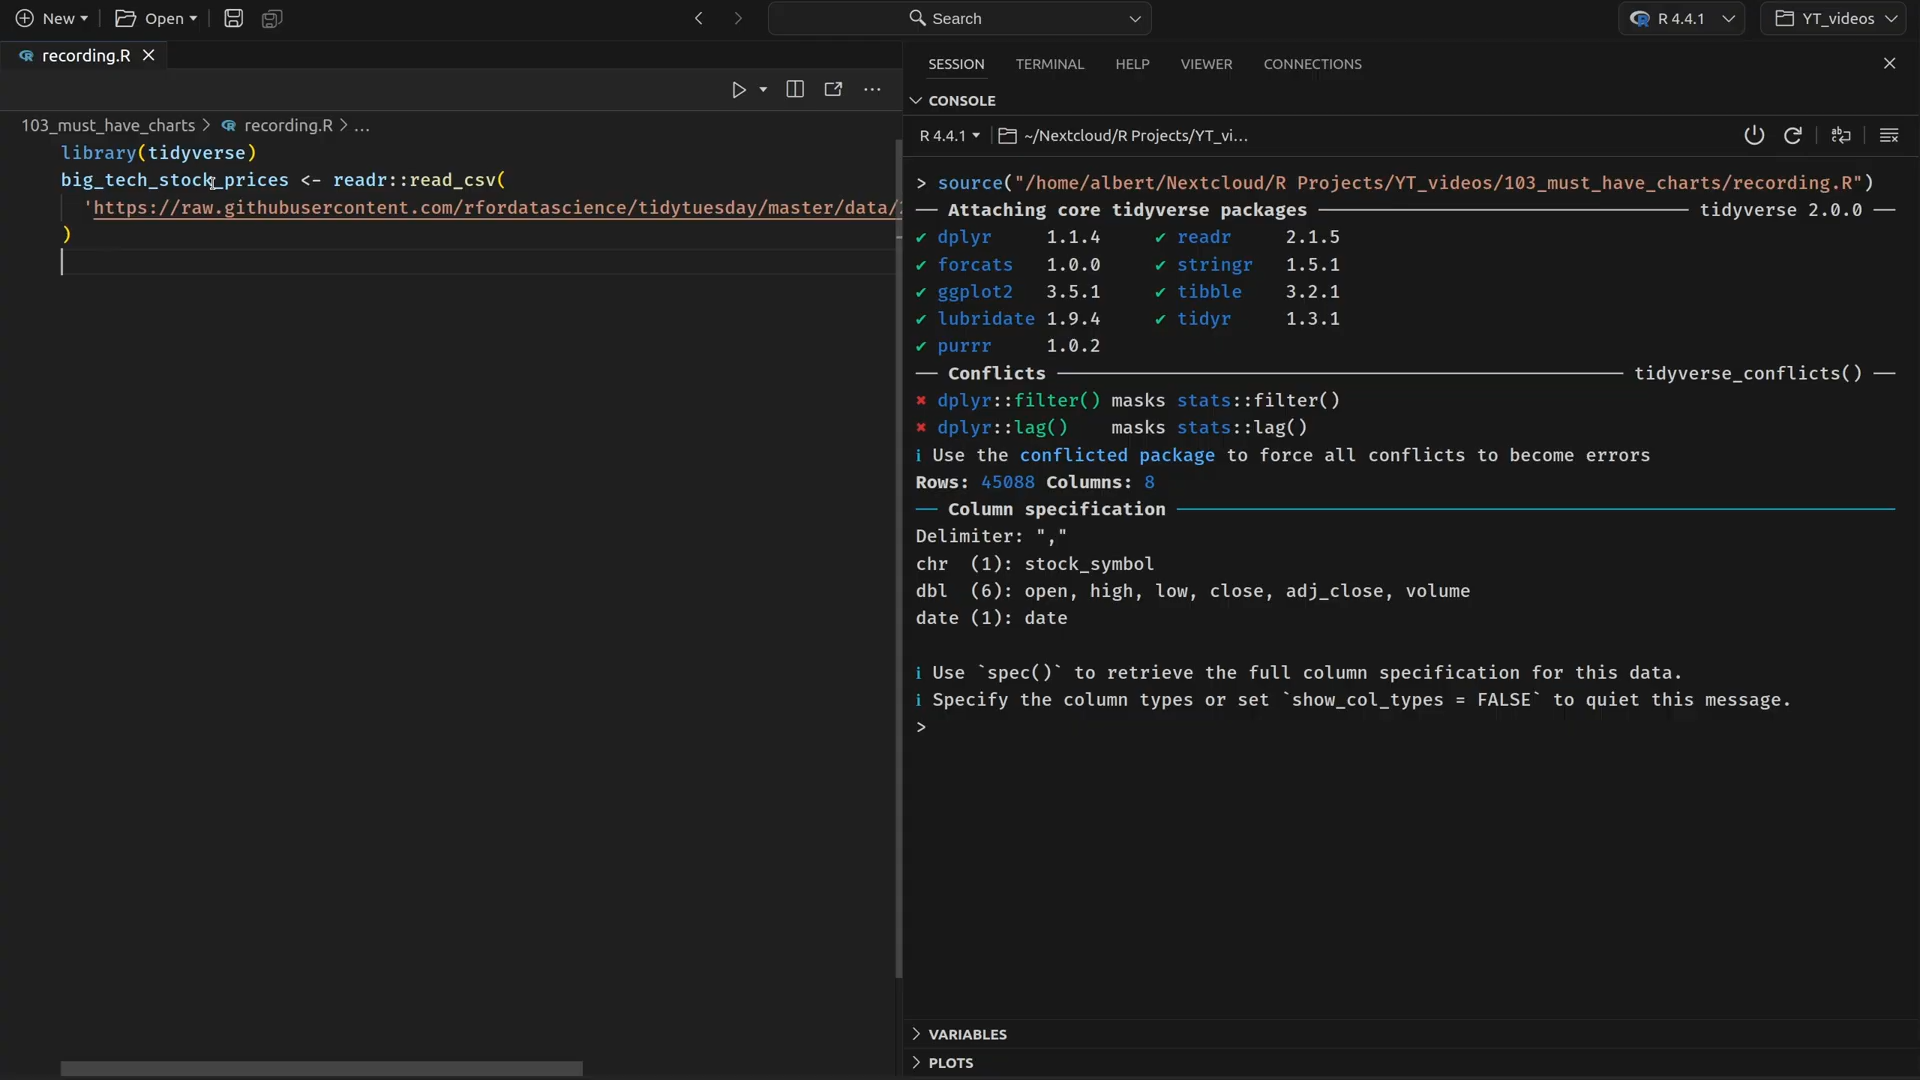 New
Open
Search
R 4.4.1
YT_videos
recording.R
SESSION
TERMINAL
HELP
VIEWER
CONNECTIONS
CONSOLE
103_must_have_charts > recording.R > ...
R 4.4.1
~/Nextcloud/R Projects/YT_vi...
library(tidyverse)
big_tech_stock_prices <- readr::read_csv(
'https://raw.githubusercontent.com/rfordatascience/tidytuesday/master/data/
)
> source("/home/albert/Nextcloud/R Projects/YT_videos/103_must_have_charts/recording.R")
── Attaching core tidyverse packages ── tidyverse 2.0.0 ──
✔ dplyr 1.1.4 ✔ readr 2.1.5
✔ forcats 1.0.0 ✔ stringr 1.5.1
✔ ggplot2 3.5.1 ✔ tibble 3.2.1
✔ lubridate 1.9.4 ✔ tidyr 1.3.1
✔ purrr 1.0.2
── Conflicts ── tidyverse_conflicts() ──
✖ dplyr::filter() masks stats::filter()
✖ dplyr::lag() masks stats::lag()
ℹ Use the conflicted package to force all conflicts to become errors
Rows: 45088 Columns: 8
── Column specification ──
Delimiter: ","
chr (1): stock_symbol
dbl (6): open, high, low, close, adj_close, volume
date (1): date
ℹ Use `spec()` to retrieve the full column specification for this data.
ℹ Specify the column types or set `show_col_types = FALSE` to quiet this message.
>
VARIABLES
PLOTS